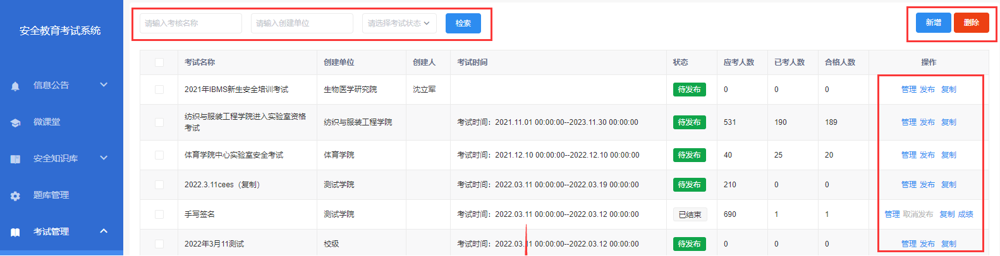 安全教育考试系统
信息公告
微课堂
安全知识库
题库管理
考试管理
请输入考核名称 请输入创建单位 请选择考试状态 检索 新增 删除
考试名称 创建单位 创建人 考试时间 状态 应考人数 已考人数 合格人数 操作
2021年IBMS新生安全培训考试 生物医学研究院 沈立军 待发布 0 0 0 管理 发布 复制
纺织与服装工程学院进入实验室资格
考试 纺织与服装工程学院 考试时间：2021.11.01 00:00:00--2023.11.30 00:00:00 待发布 531 190 189 管理 发布 复制
体育学院中心实验室安全考试 体育学院 考试时间：2021.12.10 00:00:00--2022.12.10 00:00:00 待发布 40 25 20 管理 发布 复制
2022.3.11cees（复制） 测试学院 考试时间：2022.03.11 00:00:00--2022.03.19 00:00:00 待发布 210 0 0 管理 发布 复制
手写签名 测试学院 考试时间：2022.03.11 00:00:00--2022.03.12 00:00:00 已结束 690 1 1 管理 取消发布 复制 成绩
2022年3月11测试 校级 考试时间：2022.03.11 00:00:00--2022.03.12 00:00:00 待发布 0 0 0 管理 发布 复制